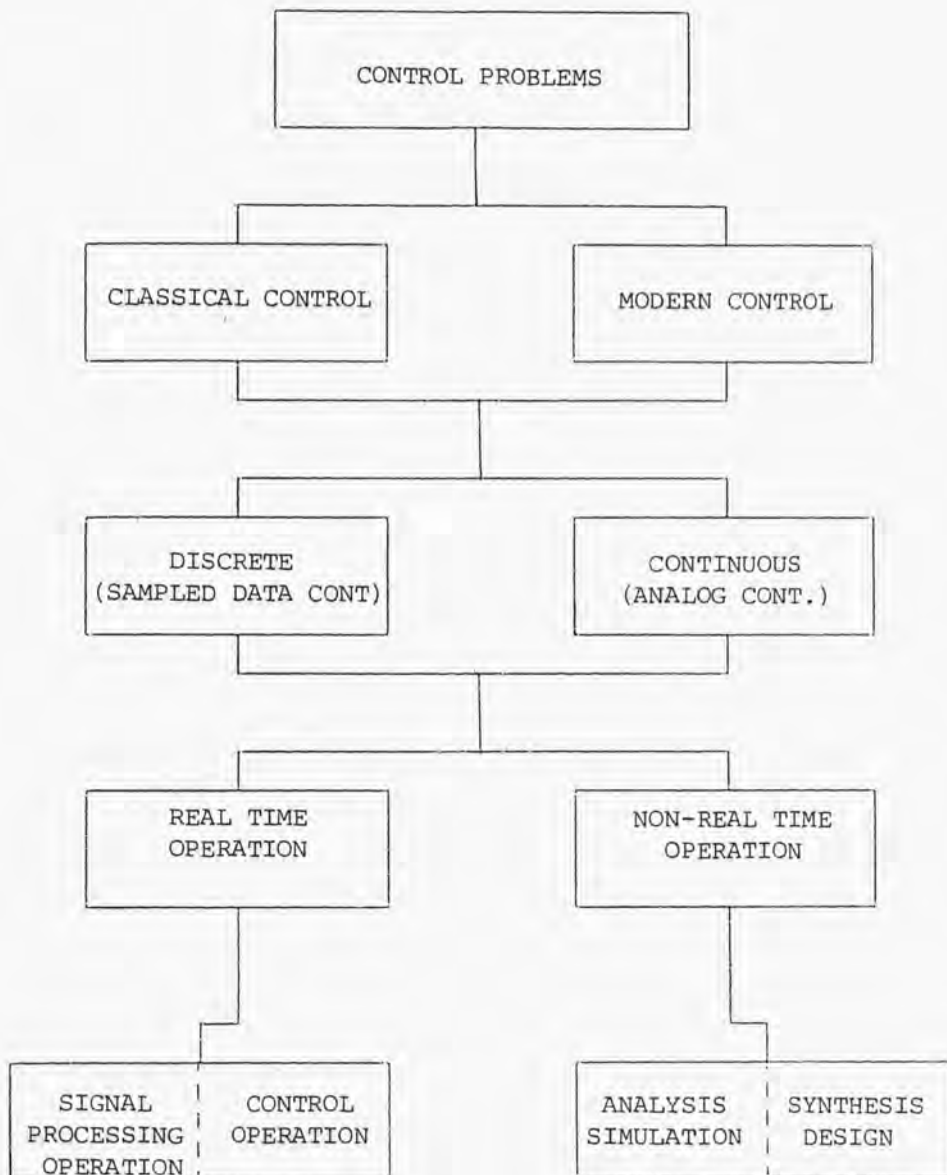 CONTROL PROBLEMS
CLASSICAL CONTROL
MODERN CONTROL
DISCRETE
(SAMPLED DATA CONT)
CONTINUOUS
(ANALOG CONT.)
REAL TIME
OPERATION
NON-REAL TIME
OPERATION
SIGNAL
PROCESSING
OPERATION
CONTROL
OPERATION
ANALYSIS
SIMULATION
SYNTHESIS
DESIGN